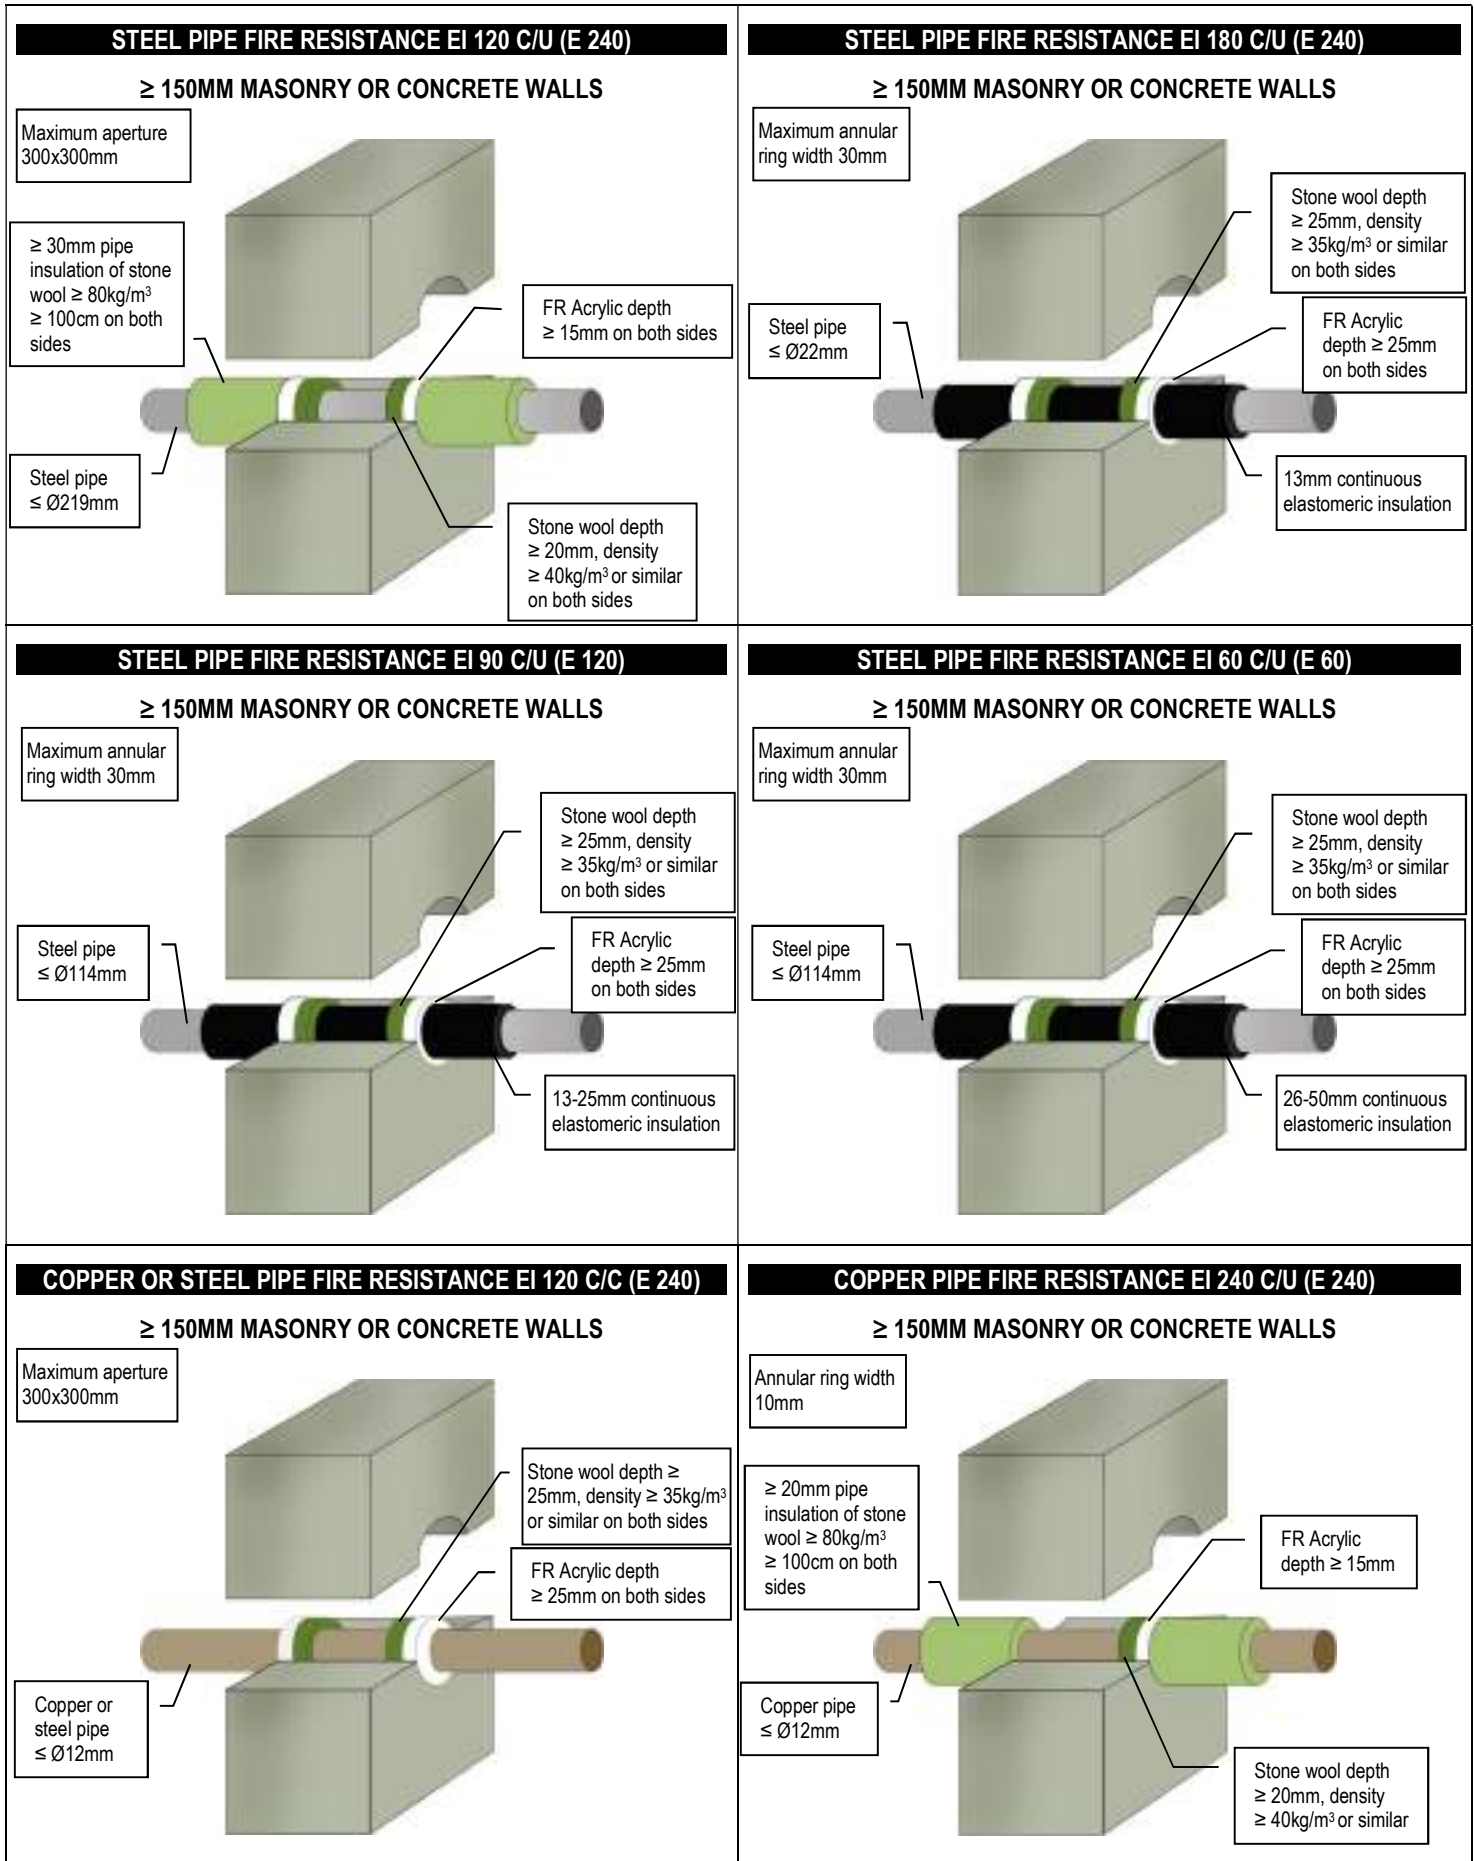 STEEL PIPE FIRE RESISTANCE EI 120 C/U (E 240)
≥ 150MM MASONRY OR CONCRETE WALLS
Maximum aperture
300x300mm
≥ 30mm pipe
insulation of stone
wool ≥ 80kg/m³
≥ 100cm on both
sides
FR Acrylic depth
≥ 15mm on both sides
Steel pipe
≤ Ø219mm
Stone wool depth
≥ 20mm, density
≥ 40kg/m³ or similar
on both sides
STEEL PIPE FIRE RESISTANCE EI 180 C/U (E 240)
≥ 150MM MASONRY OR CONCRETE WALLS
Maximum annular
ring width 30mm
Stone wool depth
≥ 25mm, density
≥ 35kg/m³ or similar
on both sides
Steel pipe
≤ Ø22mm
FR Acrylic
depth ≥ 25mm
on both sides
13mm continuous
elastomeric insulation
STEEL PIPE FIRE RESISTANCE EI 90 C/U (E 120)
≥ 150MM MASONRY OR CONCRETE WALLS
Maximum annular
ring width 30mm
Stone wool depth
≥ 25mm, density
≥ 35kg/m³ or similar
on both sides
Steel pipe
≤ Ø114mm
FR Acrylic
depth ≥ 25mm
on both sides
13-25mm continuous
elastomeric insulation
STEEL PIPE FIRE RESISTANCE EI 60 C/U (E 60)
≥ 150MM MASONRY OR CONCRETE WALLS
Maximum annular
ring width 30mm
Stone wool depth
≥ 25mm, density
≥ 35kg/m³ or similar
on both sides
Steel pipe
≤ Ø114mm
FR Acrylic
depth ≥ 25mm
on both sides
26-50mm continuous
elastomeric insulation
COPPER OR STEEL PIPE FIRE RESISTANCE EI 120 C/C (E 240)
≥ 150MM MASONRY OR CONCRETE WALLS
Maximum aperture
300x300mm
Stone wool depth ≥
25mm, density ≥ 35kg/m³
or similar on both sides
FR Acrylic depth
≥ 25mm on both sides
Copper or
steel pipe
≤ Ø12mm
COPPER PIPE FIRE RESISTANCE EI 240 C/U (E 240)
≥ 150MM MASONRY OR CONCRETE WALLS
Annular ring width
10mm
≥ 20mm pipe
insulation of stone
wool ≥ 80kg/m³
≥ 100cm on both
sides
FR Acrylic
depth ≥ 15mm
Copper pipe
≤ Ø12mm
Stone wool depth
≥ 20mm, density
≥ 40kg/m³ or similar